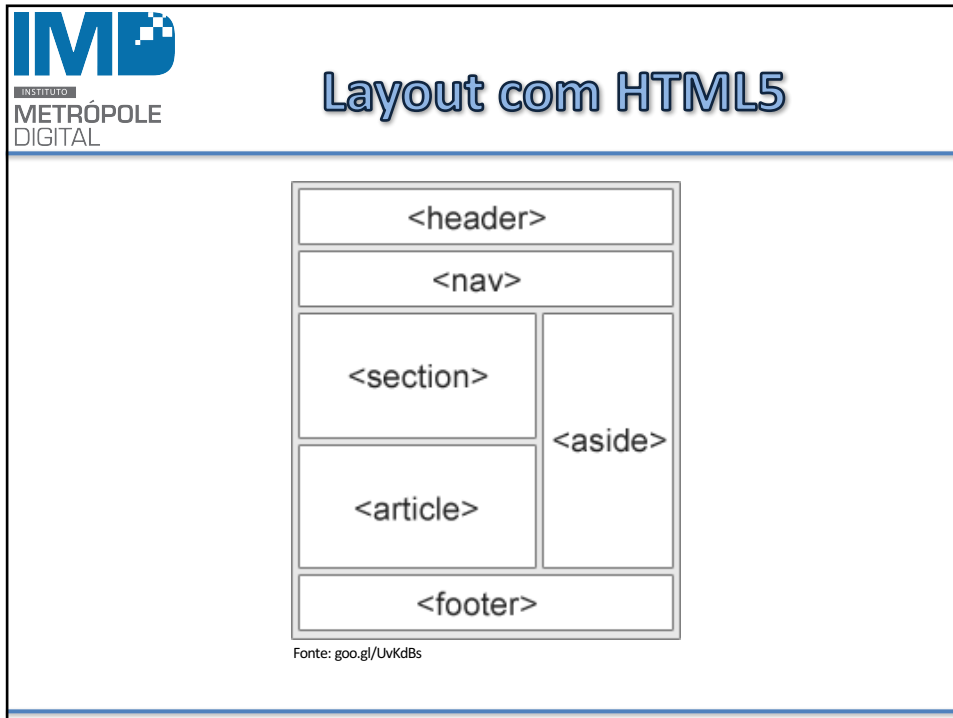 IMD
INSTITUTO
METRÓPOLE
DIGITAL
Layout com HTML5
<header>
<nav>
<section>
<aside>
<article>
<footer>
Fonte: goo.gl/UvKdBs